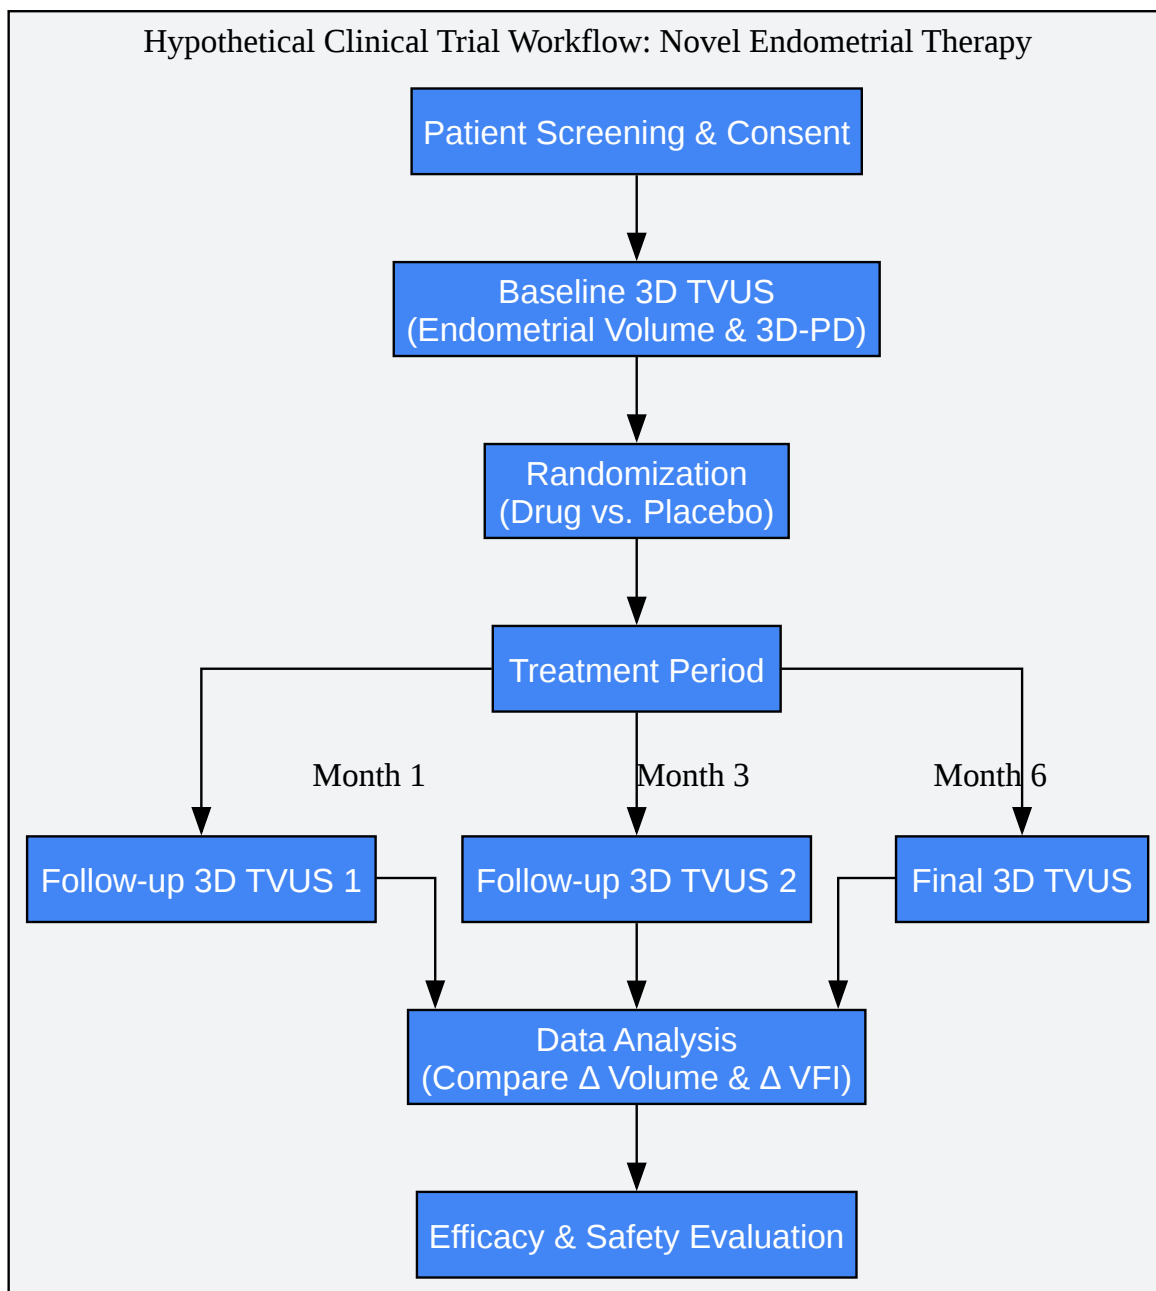 Hypothetical Clinical Trial Workflow: Novel Endometrial Therapy
Patient Screening & Consent
Baseline 3D TVUS
(Endometrial Volume & 3D-PD)
Randomization
(Drug vs. Placebo)
Treatment Period
Month 1
Month 3
Month 6
Follow-up 3D TVUS 1
Follow-up 3D TVUS 2
Final 3D TVUS
Data Analysis
(Compare Δ Volume & Δ VFI)
Efficacy & Safety Evaluation